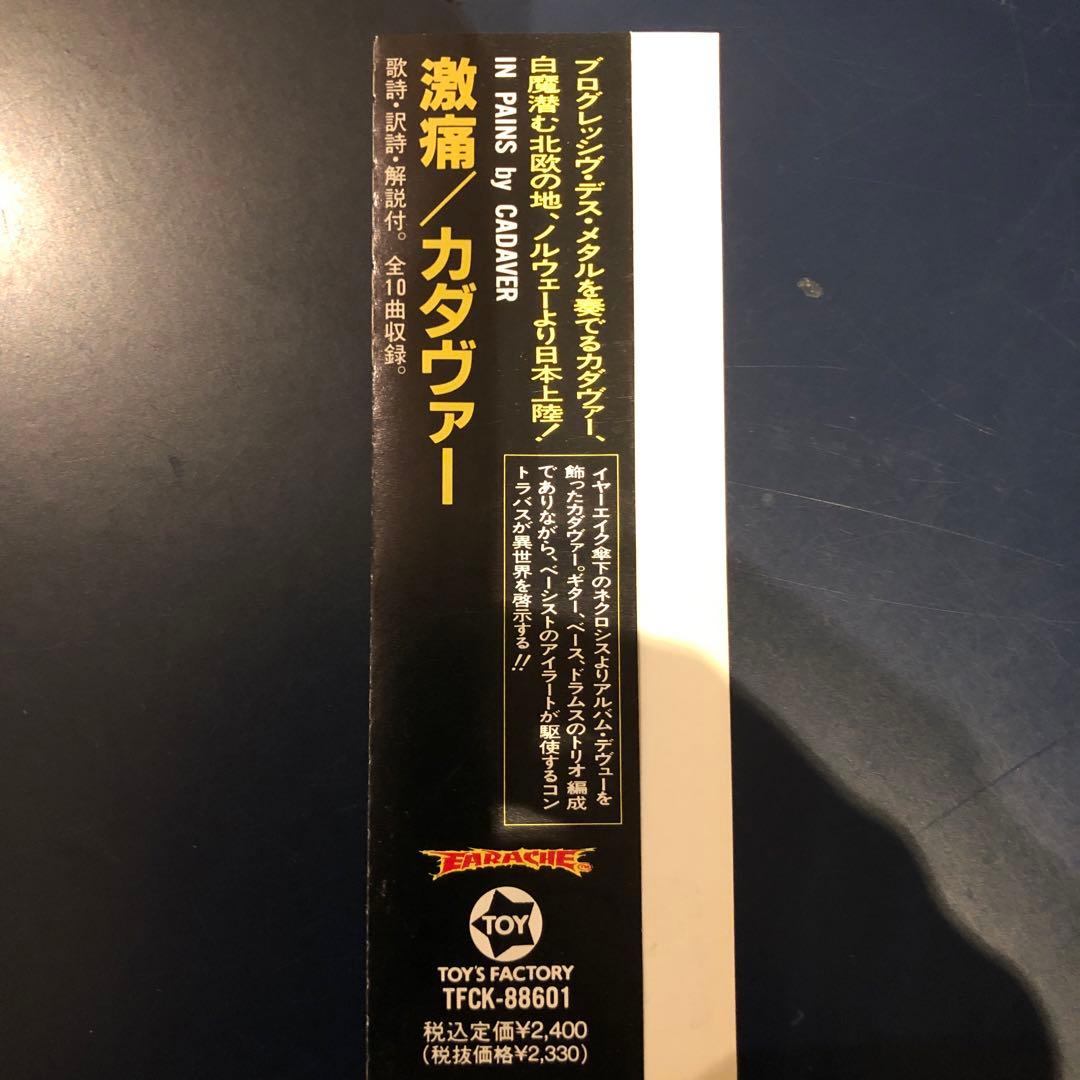 プログレッシヴ・デス・メタルを奏でるカダヴァー、
白魔潜む北欧の地、ノルウェーより日本上陸!
IN PAINS by CADAVER
激痛/カダヴァー
歌詩・訳詩・解説付。 全10曲収録。
イヤーエイク傘下のネクロシスよりアルバム・デヴューを
飾ったカダヴァー。ギター、ベース、ドラムスのトリオ編成
でありながら、ベーシストのアイラートが駆使するコン
トラバスが異世界を啓示する!!
EARACHE
TOY
TOY'S FACTORY
TFCK-88601
税込定価¥2,400
(税抜価格¥2,330)